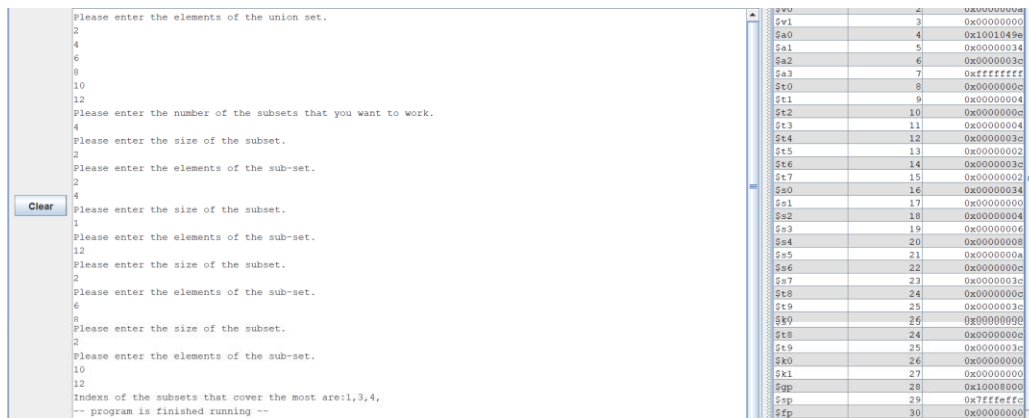 Please enter the elements of the union set.
2
4
6
8
10
12
Please enter the number of the subsets that you want to work.
4
Please enter the size of the subset.
2
Please enter the elements of the sub-set.
2
4
Please enter the size of the subset.
1
Please enter the elements of the sub-set.
12
Please enter the size of the subset.
2
Please enter the elements of the sub-set.
6
8
Please enter the size of the subset.
2
Please enter the elements of the sub-set.
10
12
Indexs of the subsets that cover the most are:1,3,4,
-- program is finished running --
Clear
$v0 2 0x0000000a
$v1 3 0x00000000
$a0 4 0x1001049e
$a1 5 0x00000034
$a2 6 0x0000003c
$a3 7 0xffffffff
$t0 8 0x0000000c
$t1 9 0x00000004
$t2 10 0x0000000c
$t3 11 0x00000004
$t4 12 0x0000003c
$t5 13 0x00000002
$t6 14 0x0000003c
$t7 15 0x00000002
$s0 16 0x00000034
$s1 17 0x00000000
$s2 18 0x00000004
$s3 19 0x00000006
$s4 20 0x00000008
$s5 21 0x0000000a
$s6 22 0x0000000c
$s7 23 0x0000003c
$t8 24 0x0000000c
$t9 25 0x0000003c
$t8 24 0x0000000c
$t9 25 0x0000003c
$k0 26 0x00000000
$k1 27 0x00000000
$gp 28 0x10008000
$sp 29 0x7fffeffc
$fp 30 0x00000000